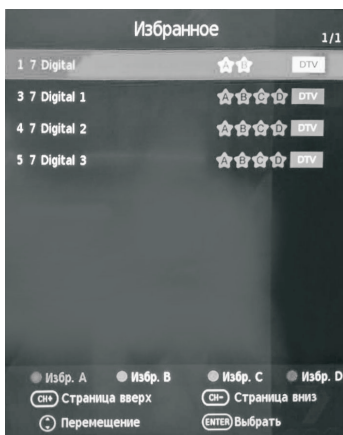 Избранное
1/1
1 7 Digital A B DTV
3 7 Digital 1 A B C D DTV
4 7 Digital 2 A B C D DTV
5 7 Digital 3 A B C D DTV
Избр. A Избр. B Избр. C Избр. D
CH+ Страница вверх CH- Страница вниз
Перемещение ENTER Выбрать